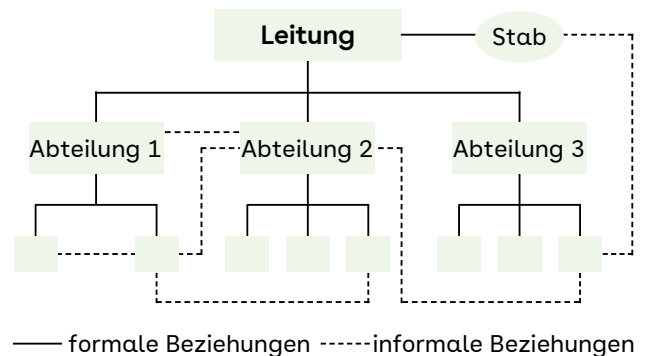 Leitung
Stab
Abteilung 1
Abteilung 2
Abteilung 3
formale Beziehungen
informale Beziehungen